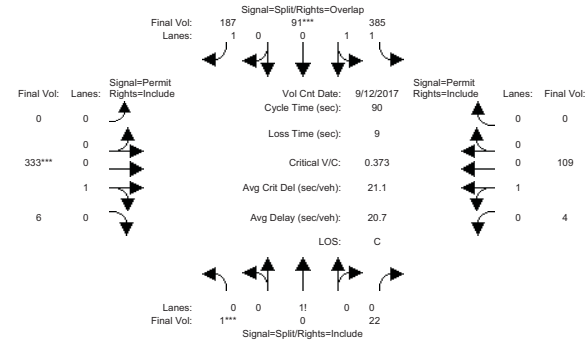 Signal=Split/Rights=Overlap
Final Vol: 187 91*** 385
Lanes: 1 0 0 1 1
Signal=Permit Signal=Permit
Final Vol: Lanes: Rights=Include Vol Cnt Date: 9/12/2017 Rights=Include Lanes: Final Vol:
Cycle Time (sec): 90
0 0 0 0
Loss Time (sec): 9
0 0
333*** 0 Critical V/C: 0.373 0 109
1 Avg Crit Del (sec/veh): 21.1 1
6 0 Avg Delay (sec/veh): 20.7 0 4
LOS: C
Lanes: 0 0 1! 0 0
Final Vol: 1*** 0 22
Signal=Split/Rights=Include